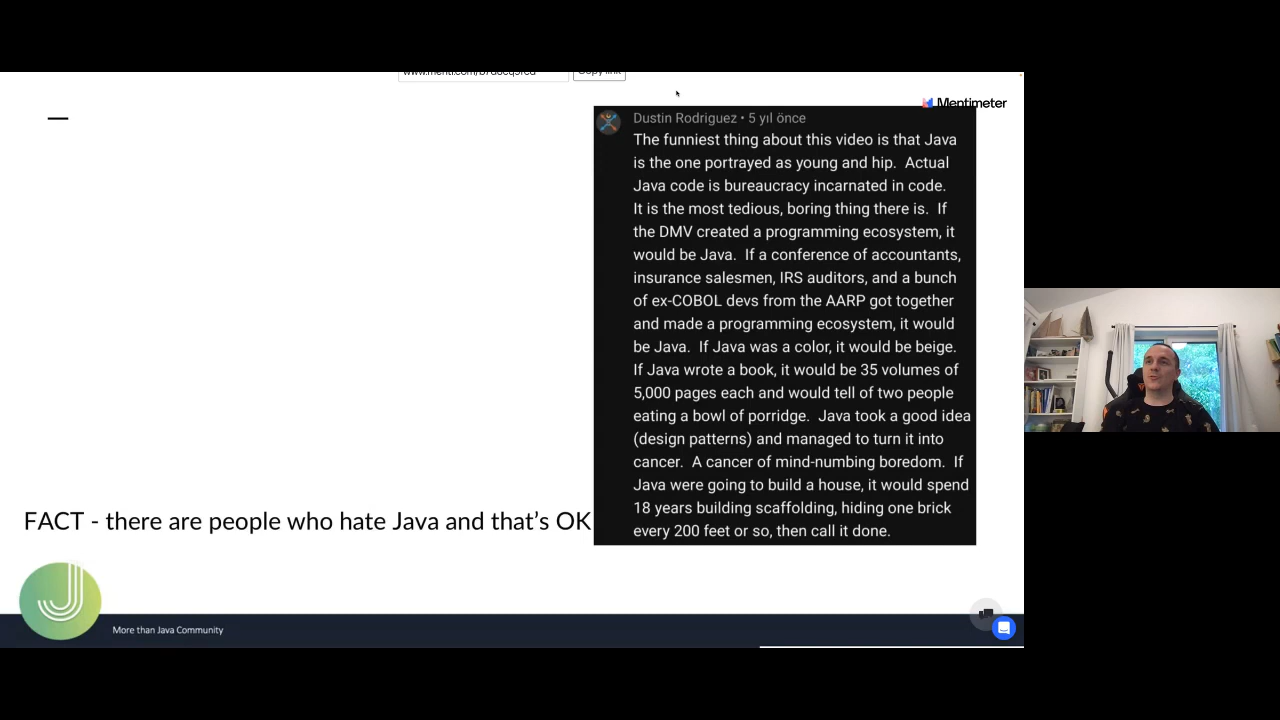 Copy link
Mentimeter
Dustin Rodriguez • 5 yıl önce
The funniest thing about this video is that Java
is the one portrayed as young and hip. Actual
Java code is bureaucracy incarnated in code.
It is the most tedious, boring thing there is. If
the DMV created a programming ecosystem, it
would be Java. If a conference of accountants,
insurance salesmen, IRS auditors, and a bunch
of ex-COBOL devs from the AARP got together
and made a programming ecosystem, it would
be Java. If Java was a color, it would be beige.
If Java wrote a book, it would be 35 volumes of
5,000 pages each and would tell of two people
eating a bowl of porridge. Java took a good idea
(design patterns) and managed to turn it into
cancer. A cancer of mind-numbing boredom. If
Java were going to build a house, it would spend
18 years building scaffolding, hiding one brick
every 200 feet or so, then call it done.
FACT - there are people who hate Java and that's OK
More than Java Community